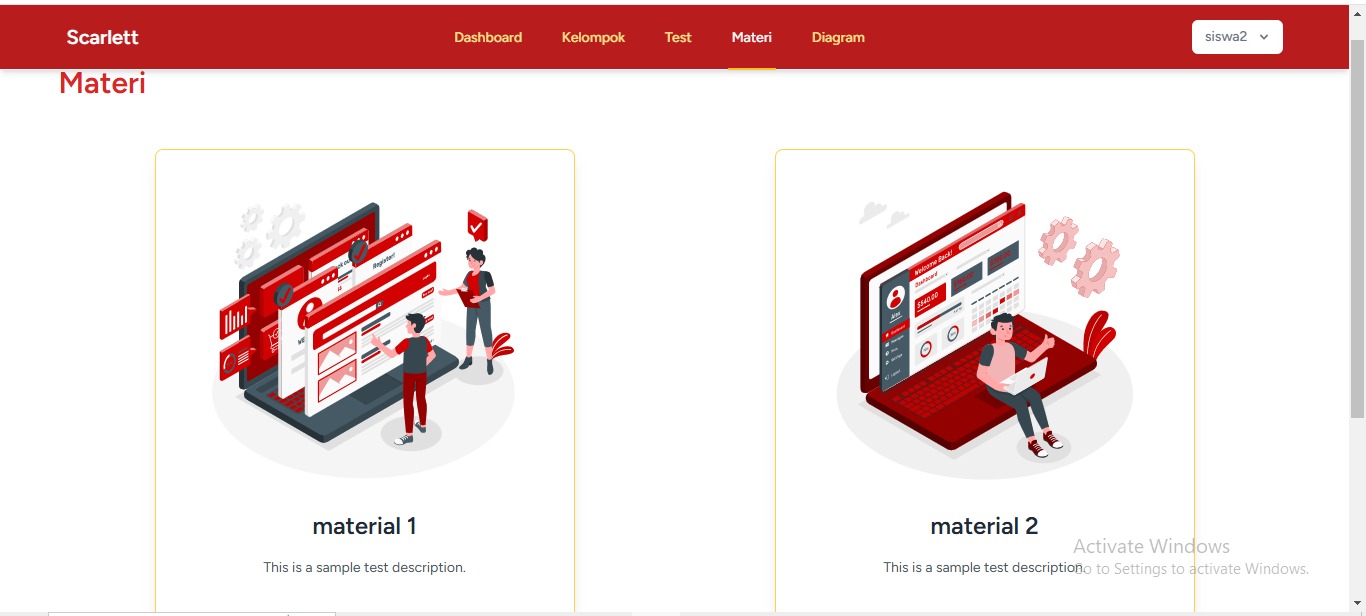 Scarlett
Dashboard
Kelompok
Test
Materi
Diagram
siswa2
Materi
Register!
Welcome Back!
Dashboard
$540.00
Alex
material 1
This is a sample test description.
material 2
This is a sample test description.
Activate Windows
Go to Settings to activate Windows.